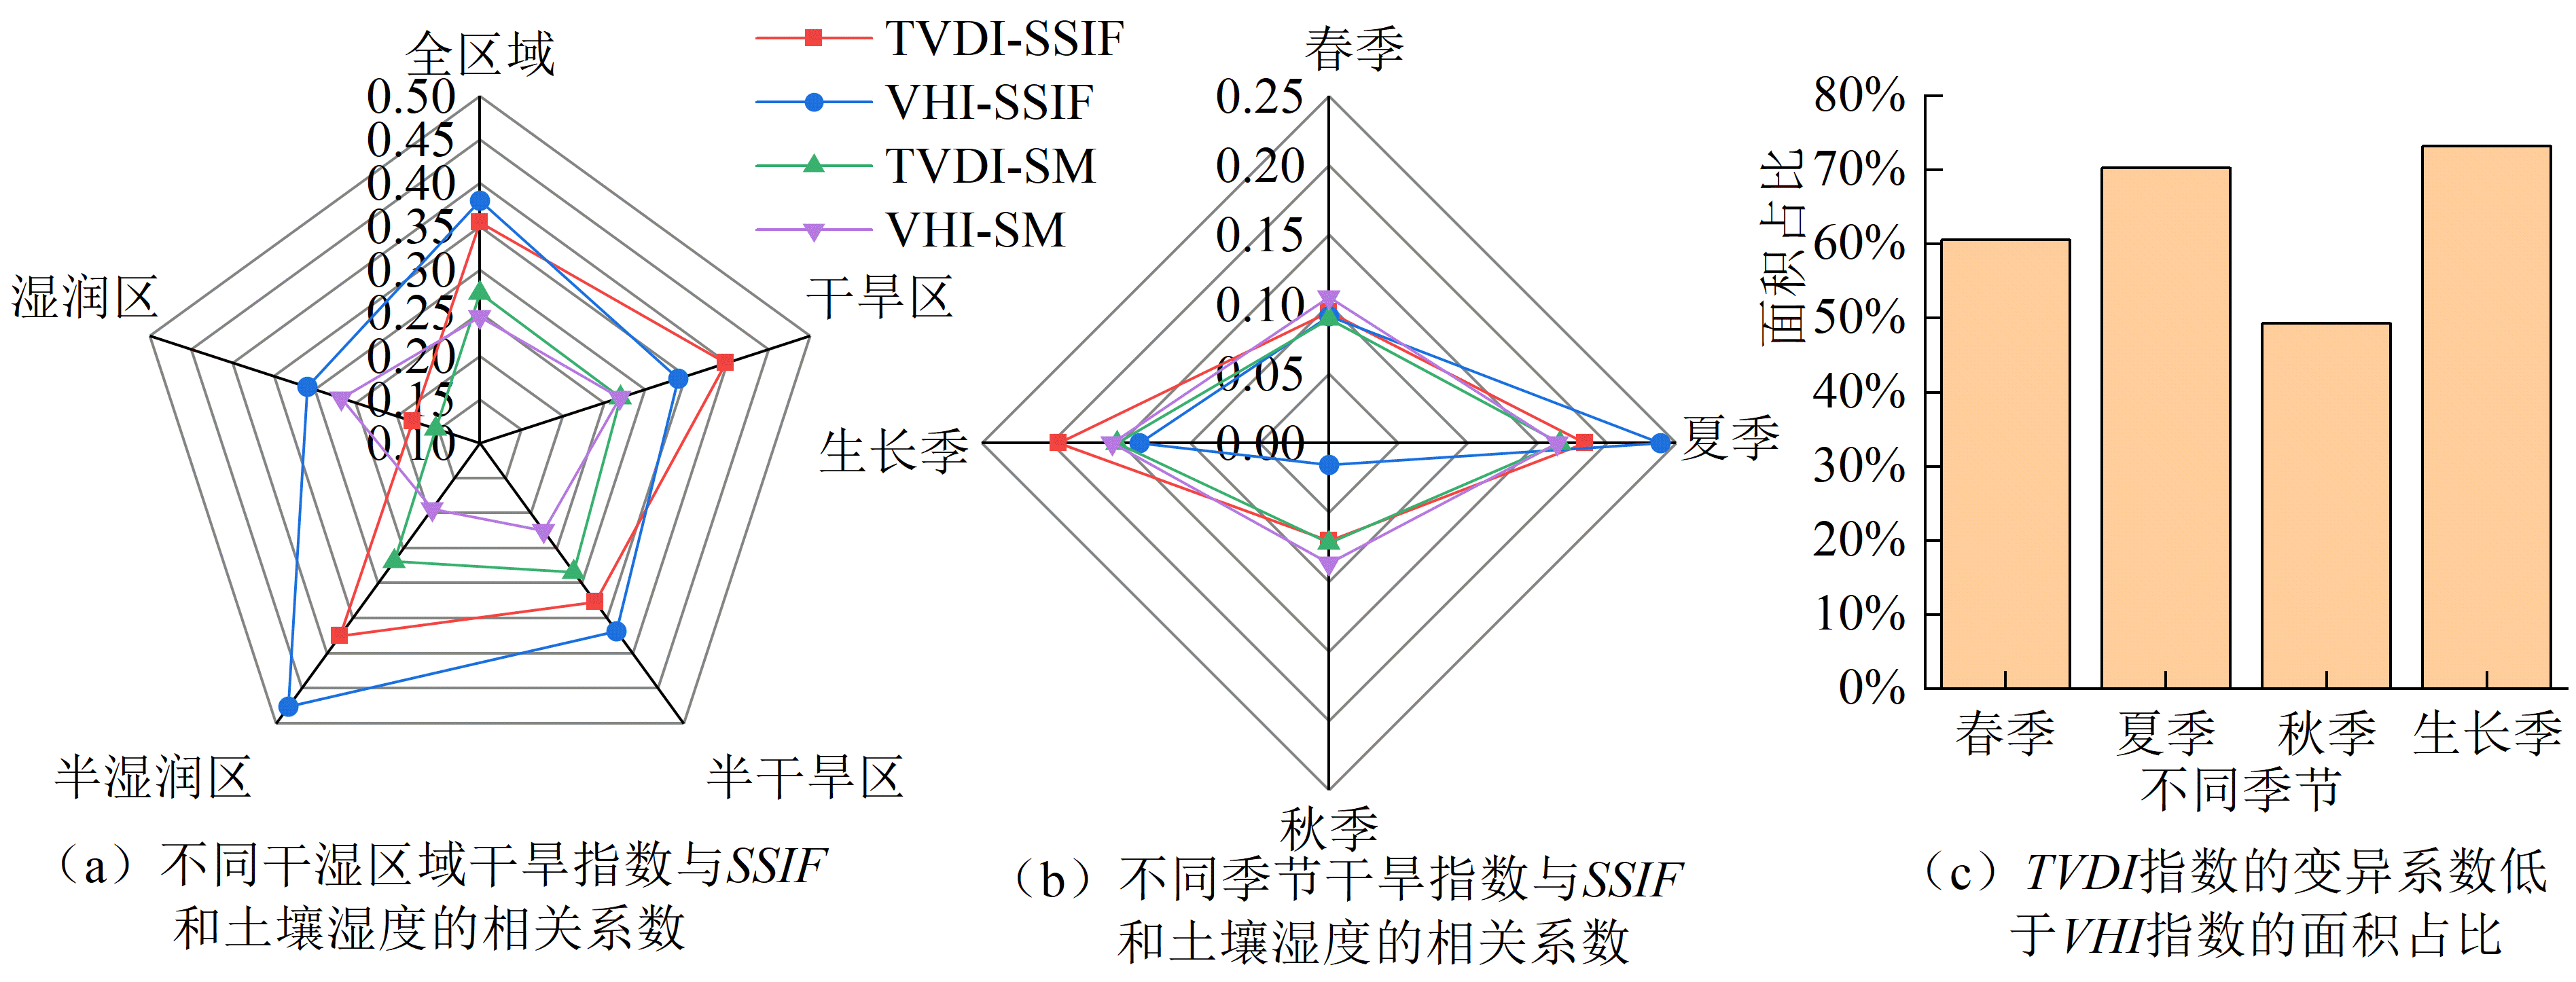 全区域
0.50
0.45
0.40
0.35
0.30
0.25
0.20
0.15
0.10
湿润区
干旱区
半湿润区
半干旱区
(a)不同干湿区域干旱指数与SSIF
和土壤湿度的相关系数
TVDI-SSIF
VHI-SSIF
TVDI-SM
VHI-SM
春季
0.25
0.20
0.15
0.10
0.05
0.00
生长季
夏季
秋季
(b)不同季节干旱指数与SSIF
和土壤湿度的相关系数
面积占比
80%
70%
60%
50%
40%
30%
20%
10%
0%
春季 夏季 秋季 生长季
不同季节
(c)TVDI指数的变异系数低
于VHI指数的面积占比